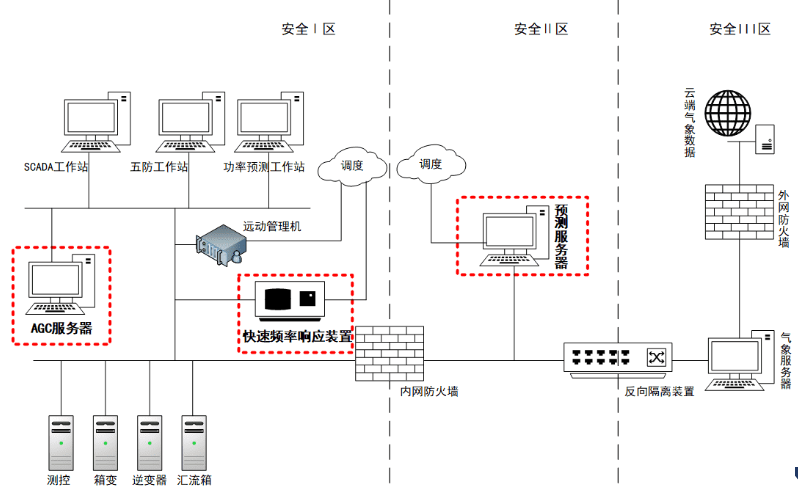 安全Ⅰ区
安全II区
安全III区
云端气象数据
SCADA工作站
五防工作站
功率预测工作站
调度
调度
外网防火墙
远动管理机
预测服务器
AGC服务器
快速频率响应装置
内网防火墙
反向隔离装置
气象服务器
测控
箱变
逆变器
汇流箱